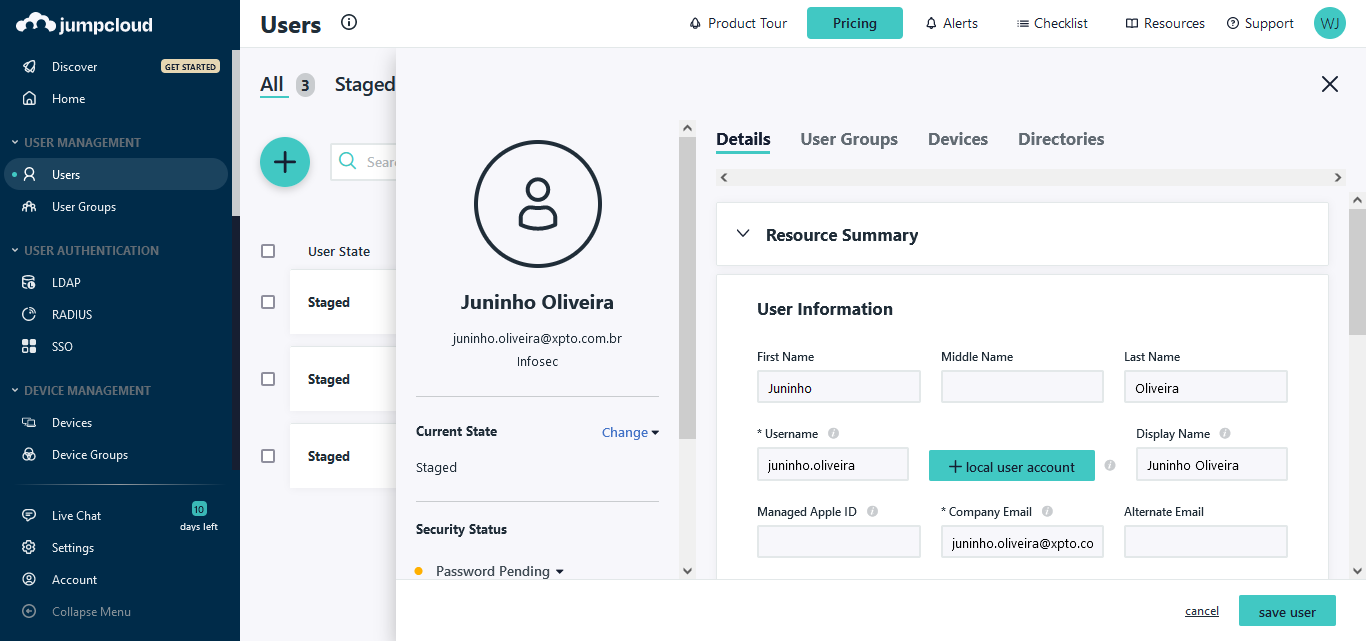 jumpcloud
Discover GET STARTED
Home
USER MANAGEMENT
Users
User Groups
USER AUTHENTICATION
LDAP
RADIUS
SSO
DEVICE MANAGEMENT
Devices
Device Groups
Live Chat 10 days left
Settings
Account
Collapse Menu
Users
Product Tour Pricing Alerts Checklist Resources Support WJ
All 3 Staged
Sear
User State
Staged
Staged
Staged
Juninho Oliveira
juninho.oliveira@xpto.com.br
Infosec
Current State Change
Staged
Security Status
Password Pending
Details User Groups Devices Directories
Resource Summary
User Information
First Name Middle Name Last Name
Juninho Oliveira
* Username Display Name
juninho.oliveira + local user account Juninho Oliveira
Managed Apple ID * Company Email Alternate Email
juninho.oliveira@xpto.co
cancel save user